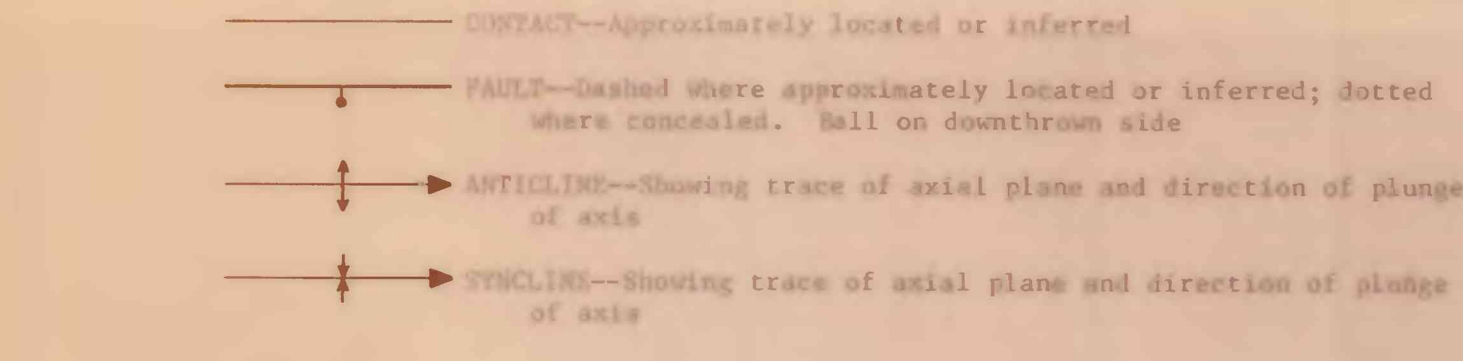 CONTACT--Approximately located or inferred
FAULT--Dashed where approximately located or inferred; dotted
where concealed.  Ball on downthrown side
ANTICLINE--Showing trace of axial plane and direction of plunge
of axis
SYNCLINE--Showing trace of axial plane and direction of plunge
of axis